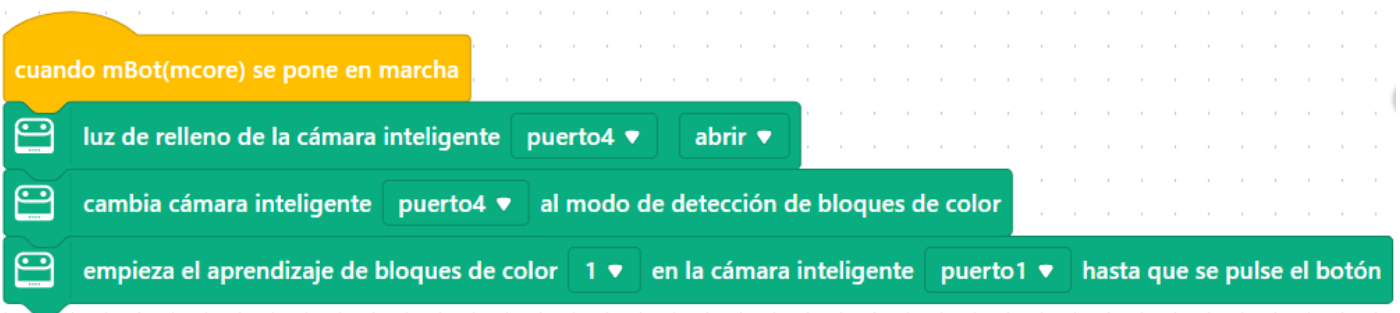 cuando mBot(mcore) se pone en marcha
luz de relleno de la cámara inteligente puerto4 abrir
cambia cámara inteligente puerto4 al modo de detección de bloques de color
empieza el aprendizaje de bloques de color 1 en la cámara inteligente puerto1 hasta que se pulse el botón